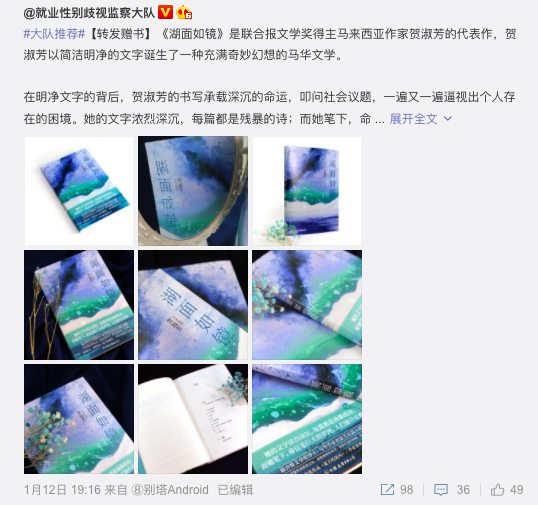 @就业性别歧视监察大队
#大队推荐#【转发赠书】《湖面如镜》是联合报文学奖得主马来西亚作家贺淑芳的代表作，贺
淑芳以简洁明净的文字诞生了一种充满奇妙幻想的马华文学。
在明净文字的背后，贺淑芳的书写承载深沉的命运，叩问社会议题，一遍又一遍逼视出个人存
在的困境。她的文字浓烈深沉，每篇都是残暴的诗；而她笔下，命 ... 展开全文
湖面如镜
湖面如镜
湖面如镜
湖面如镜
湖面如镜
湖面如镜
1月12日 19:16 来自 ⑧别塔Android 已编辑
98 36 49